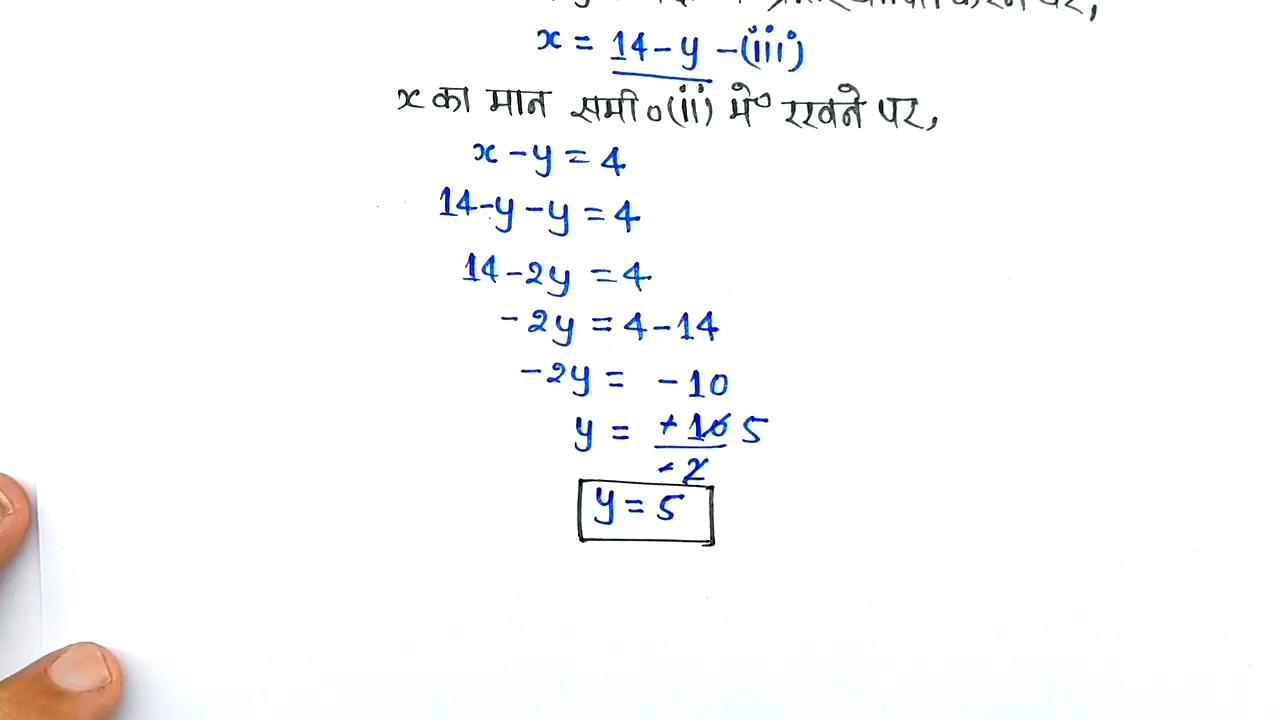 x = 14 - y - (iii)
x का मान समी० (ii) में रखने पर,
x - y = 4
14 - y - y = 4
14 - 2y = 4
- 2y = 4 - 14
- 2y = - 10
y = + 10 5
- 2
y = 5